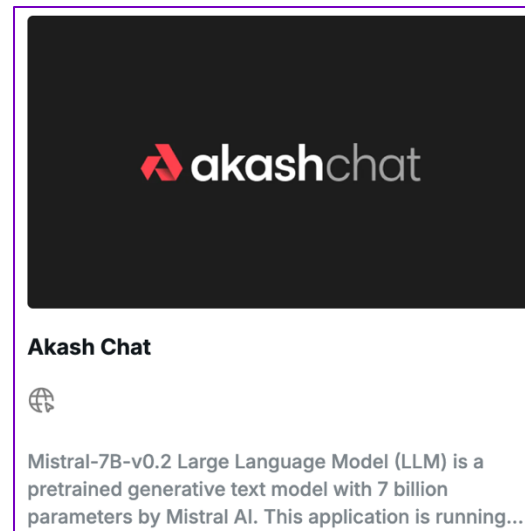 akashchat
Akash Chat
Mistral-7B-v0.2 Large Language Model (LLM) is a
pretrained generative text model with 7 billion
parameters by Mistral AI. This application is running...